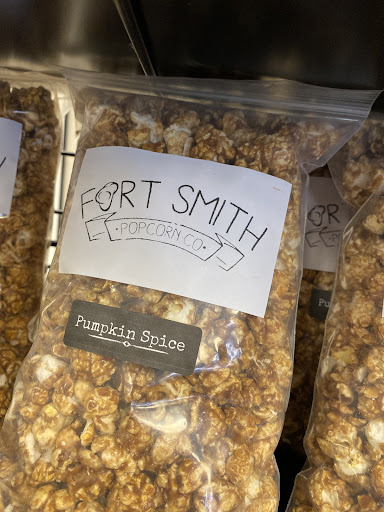 FORT SMITH
·POPCORN CO·
Pumpkin Spice